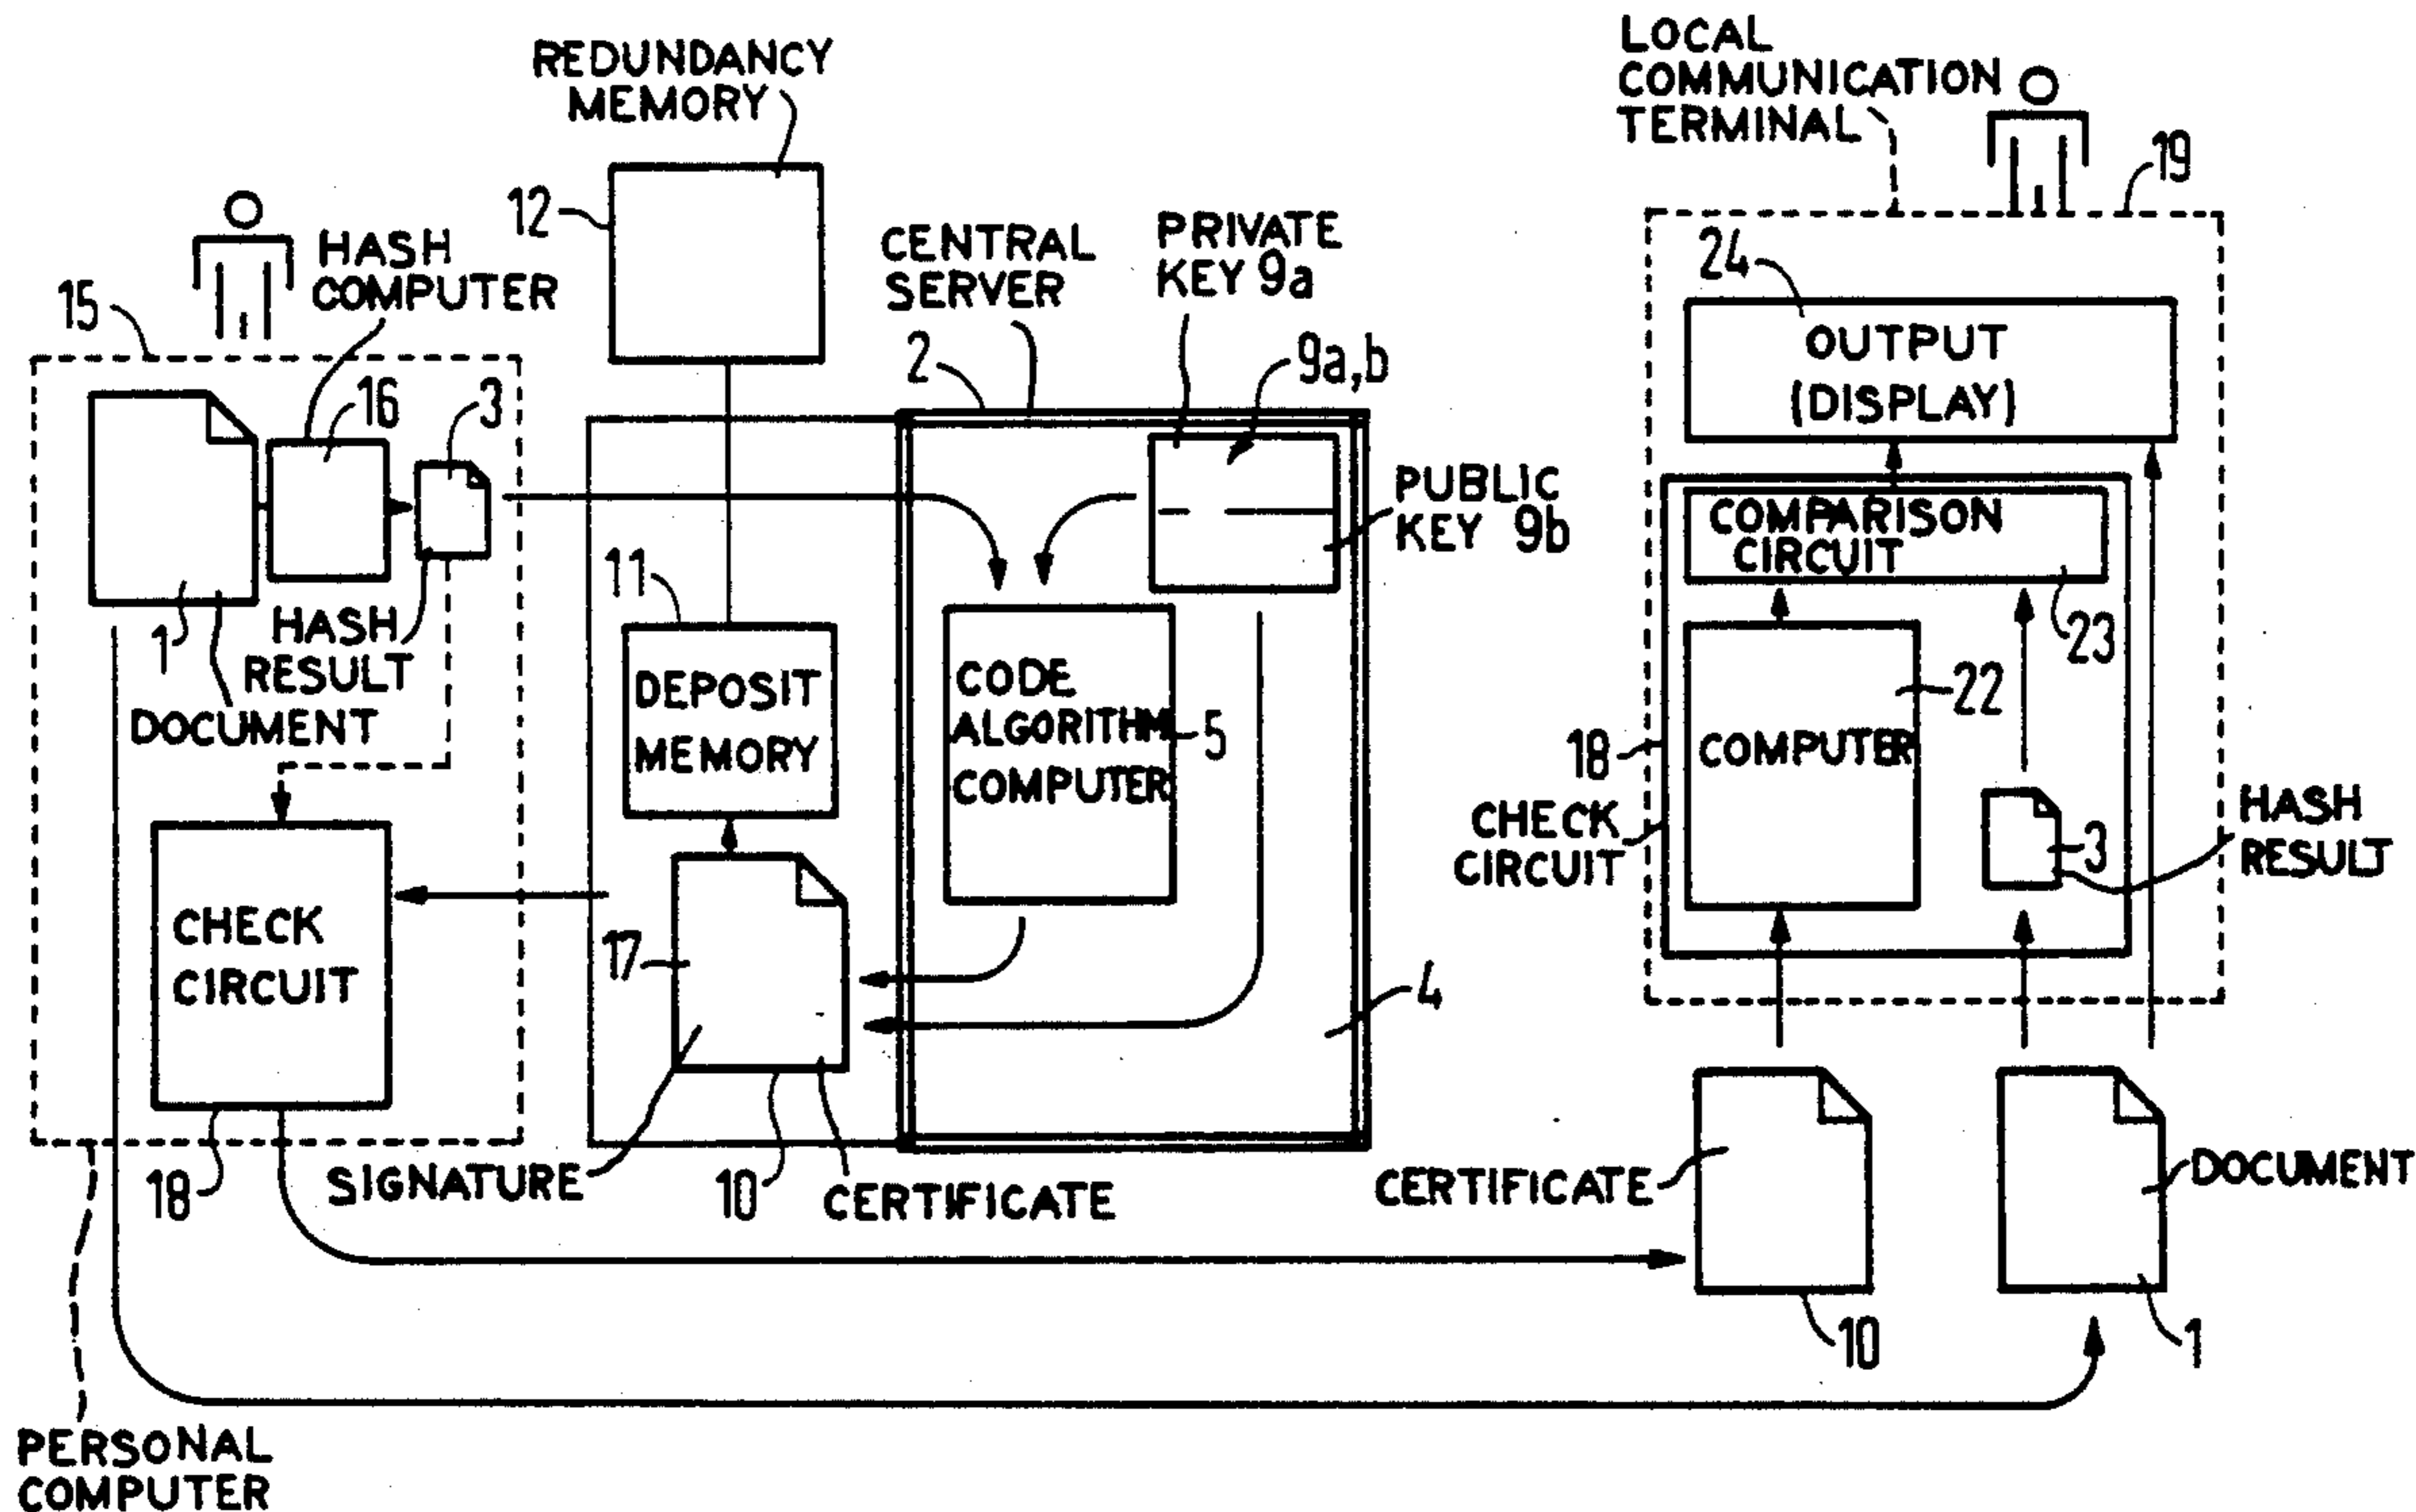 REDUNDANCY
MEMORY
12
LOCAL
COMMUNICATION
TERMINAL
19
HASH
COMPUTER
15
16
3
1
HASH
RESULT
DOCUMENT
CHECK
CIRCUIT
18
PERSONAL
COMPUTER
CENTRAL
SERVER
2
PRIVATE
KEY 9a
9a,b
PUBLIC
KEY 9b
11
DEPOSIT
MEMORY
CODE
ALGORITHM
COMPUTER
5
17
4
SIGNATURE
10
CERTIFICATE
24
OUTPUT
(DISPLAY)
COMPARISON
CIRCUIT
23
COMPUTER
22
18
CHECK
CIRCUIT
3
HASH
RESULT
CERTIFICATE
10
DOCUMENT
1